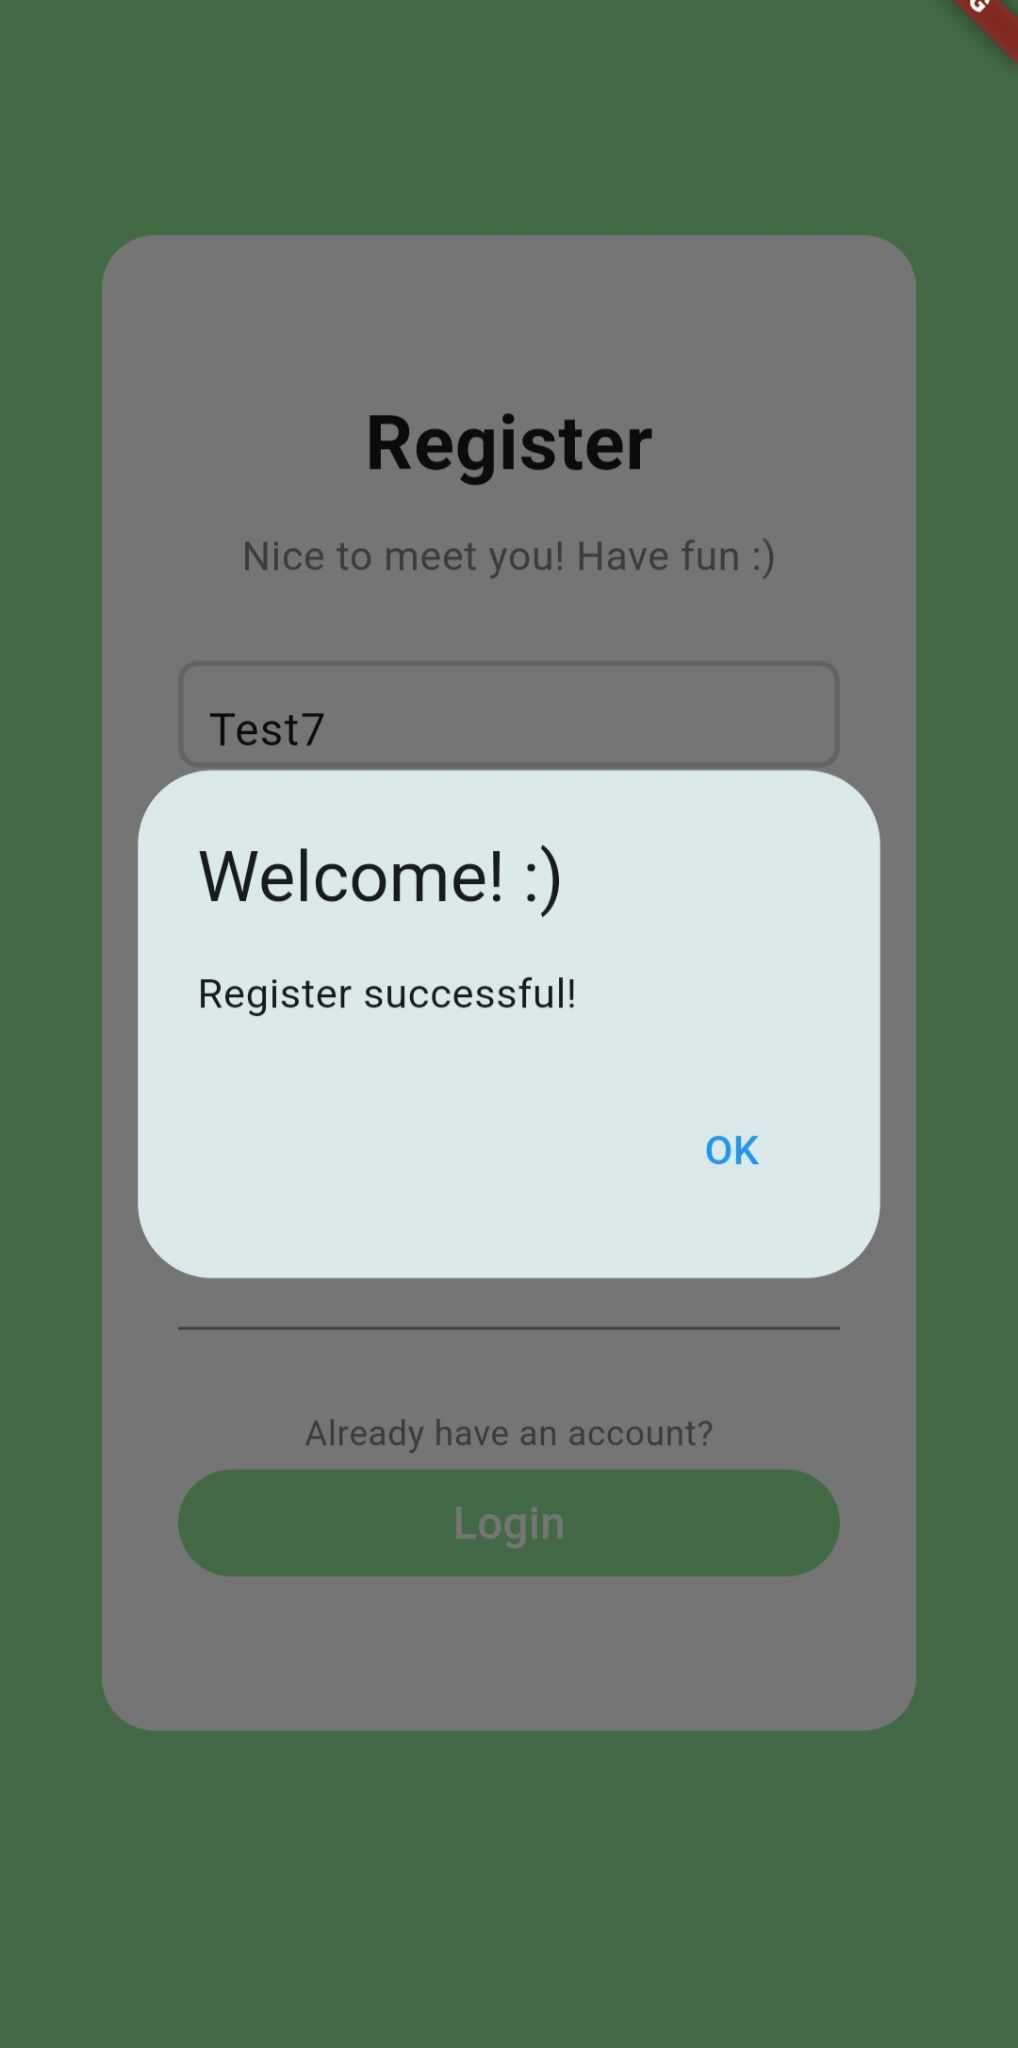 Register
Nice to meet you! Have fun :)
Test7
Welcome! :)
Register successful!
OK
Already have an account?
Login